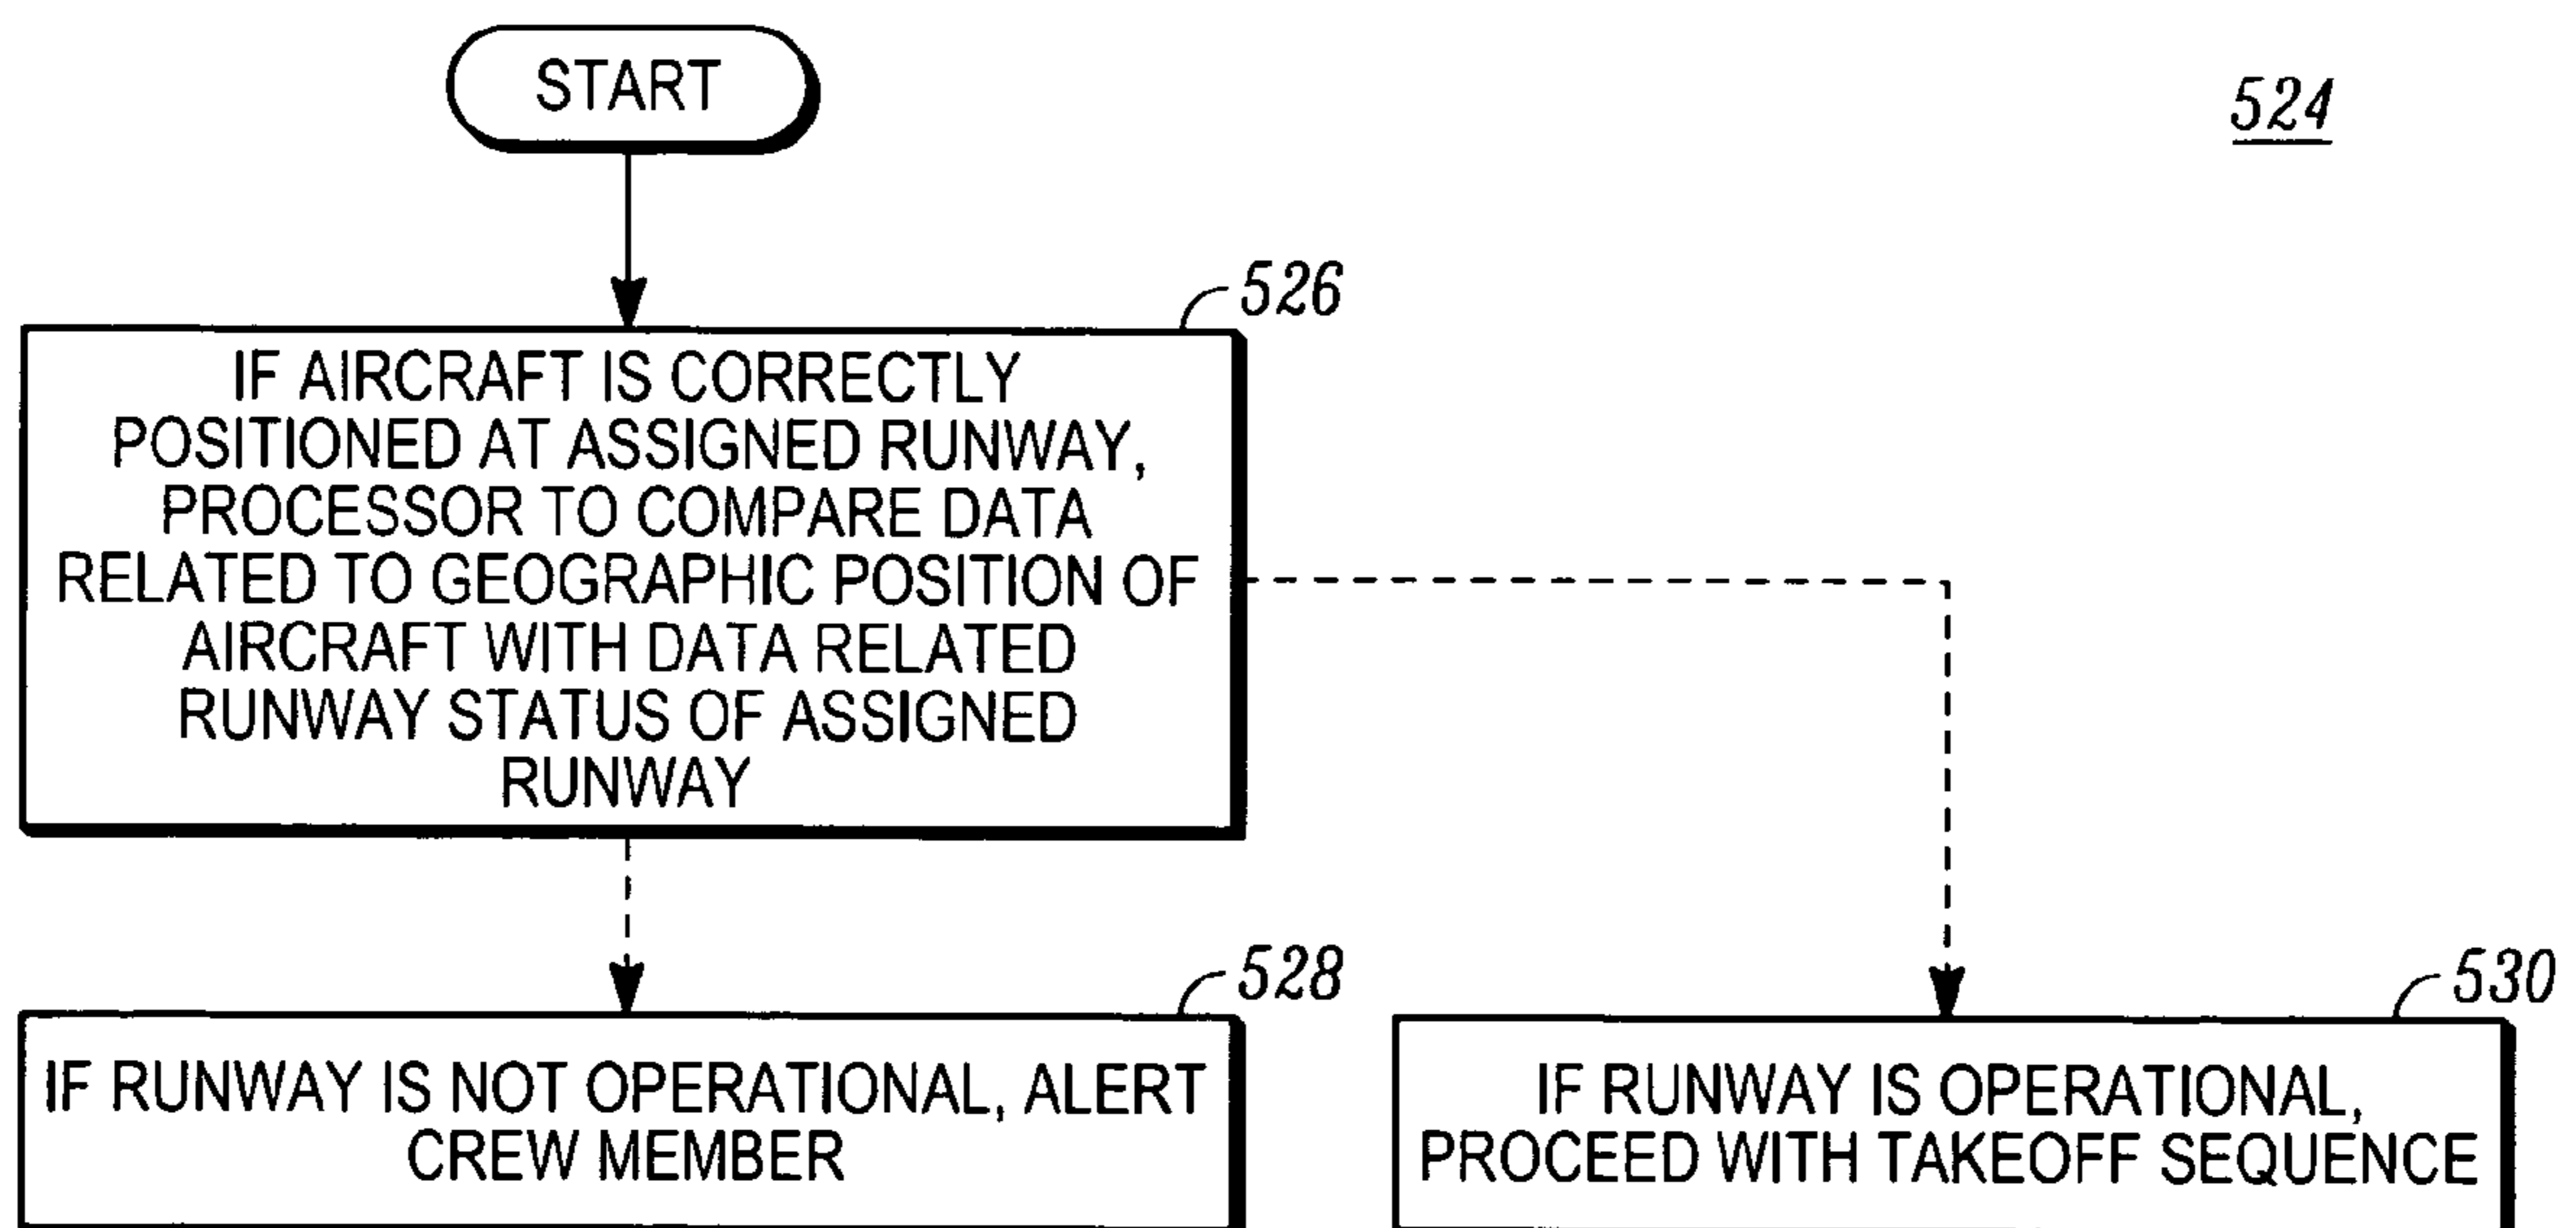 START
524
526
IF AIRCRAFT IS CORRECTLY
POSITIONED AT ASSIGNED RUNWAY,
PROCESSOR TO COMPARE DATA
RELATED TO GEOGRAPHIC POSITION OF
AIRCRAFT WITH DATA RELATED
RUNWAY STATUS OF ASSIGNED
RUNWAY
528
IF RUNWAY IS NOT OPERATIONAL, ALERT
CREW MEMBER
530
IF RUNWAY IS OPERATIONAL,
PROCEED WITH TAKEOFF SEQUENCE